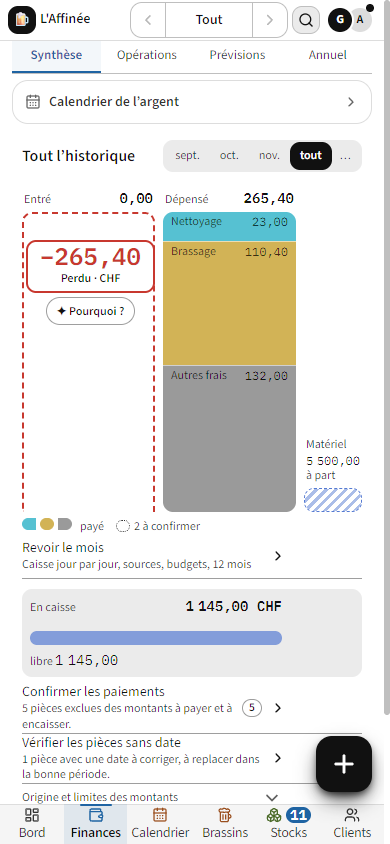 L'Affinée
Tout
G
A
Synthèse
Opérations
Prévisions
Annuel
Calendrier de l'argent
Tout l'historique
sept.
oct.
nov.
tout
...
Entré 0,00
Dépensé 265,40
Nettoyage 23,00
−265,40
Perdu · CHF
Brassage 110,40
✦ Pourquoi ?
Autres frais 132,00
Matériel
5 500,00
à part
payé
2 à confirmer
Revoir le mois
Caisse jour par jour, sources, budgets, 12 mois
En caisse 1 145,00 CHF
libre 1 145,00
Confirmer les paiements
5 pièces exclues des montants à payer et à
encaisser.
5
Vérifier les pièces sans date
1 pièce avec une date à corriger, à replacer dans
la bonne période.
Origine et limites des montants
11
Bord
Finances
Calendrier
Brassins
Stocks
Clients